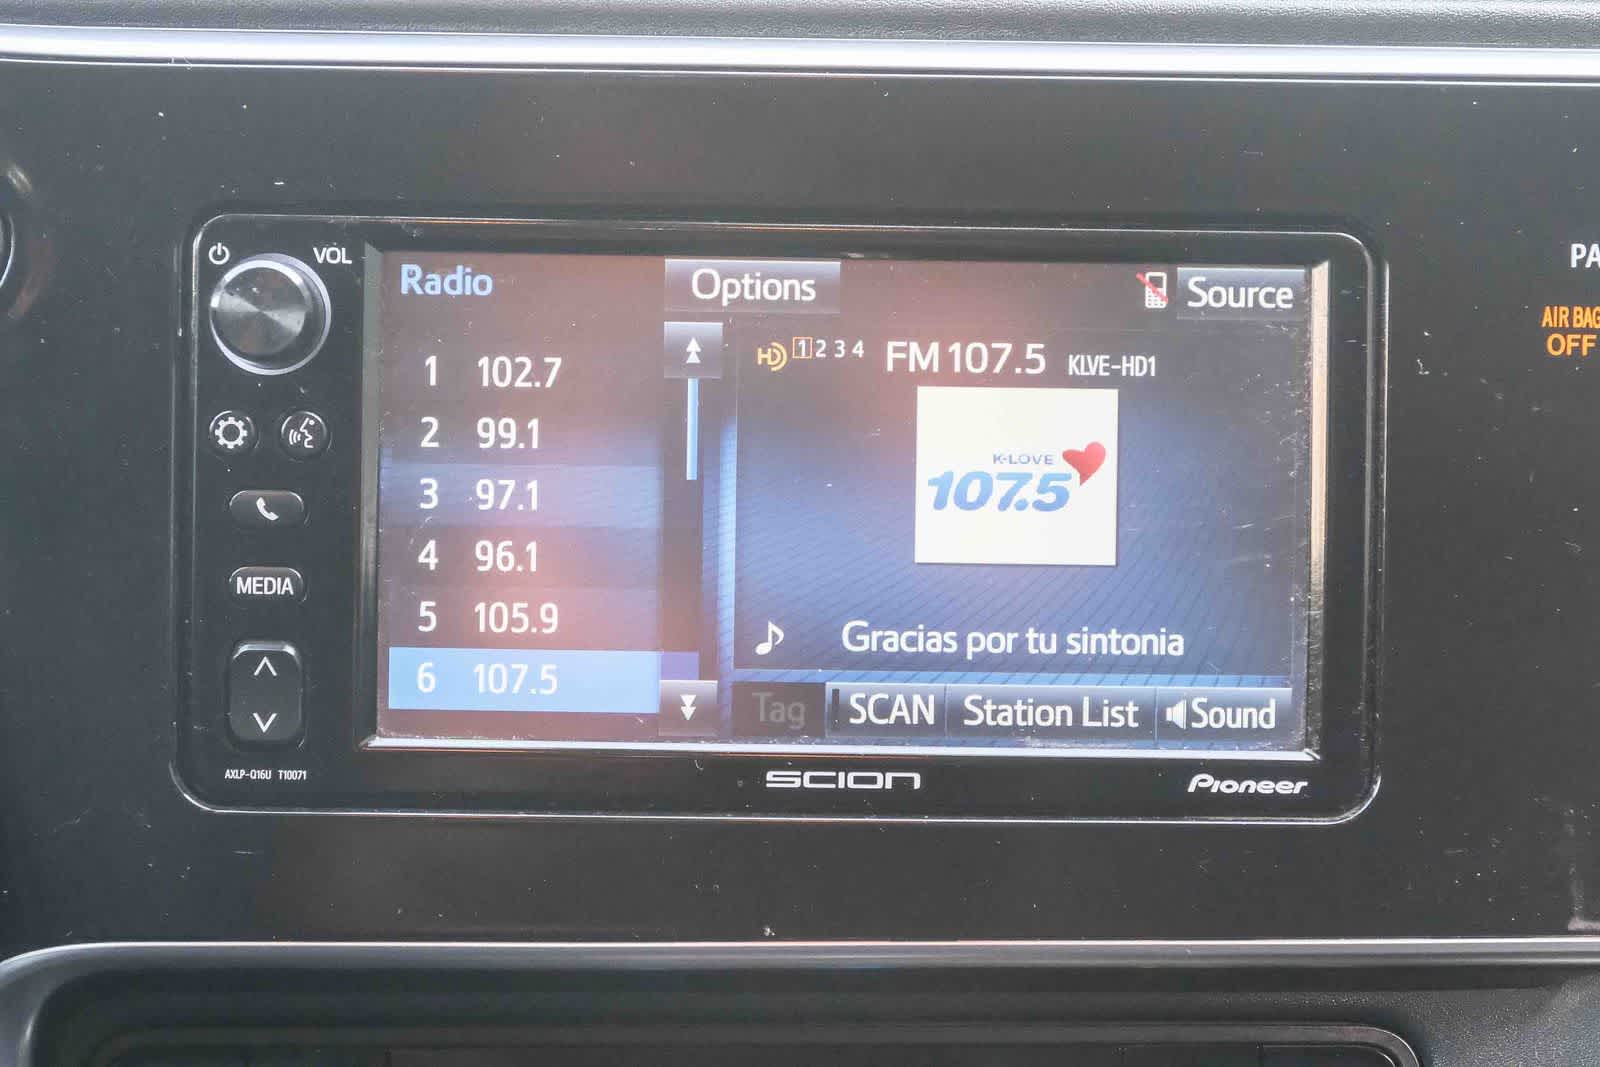 VOL
Radio
Options
Source
1 102.7
2 99.1
3 97.1
4 96.1
5 105.9
6 107.5
HD 1 2 3 4 FM 107.5 KLVE-HD1
K-LOVE
107.5
Gracias por tu sintonia
Tag
SCAN
Station List
Sound
MEDIA
AXLP-Q16U T10071
SCION
Pioneer
PA
AIR BAG
OFF